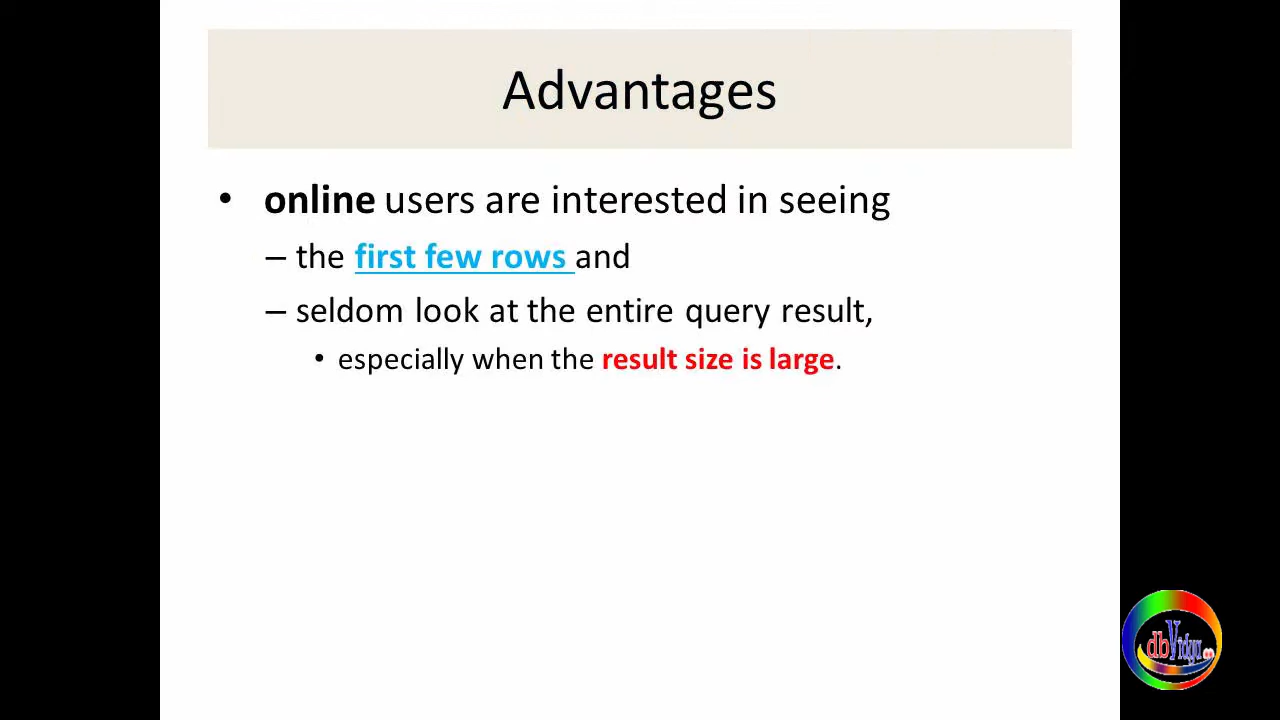 Advantages
• online users are interested in seeing
– the first few rows and
– seldom look at the entire query result,
• especially when the result size is large.
dbVidya